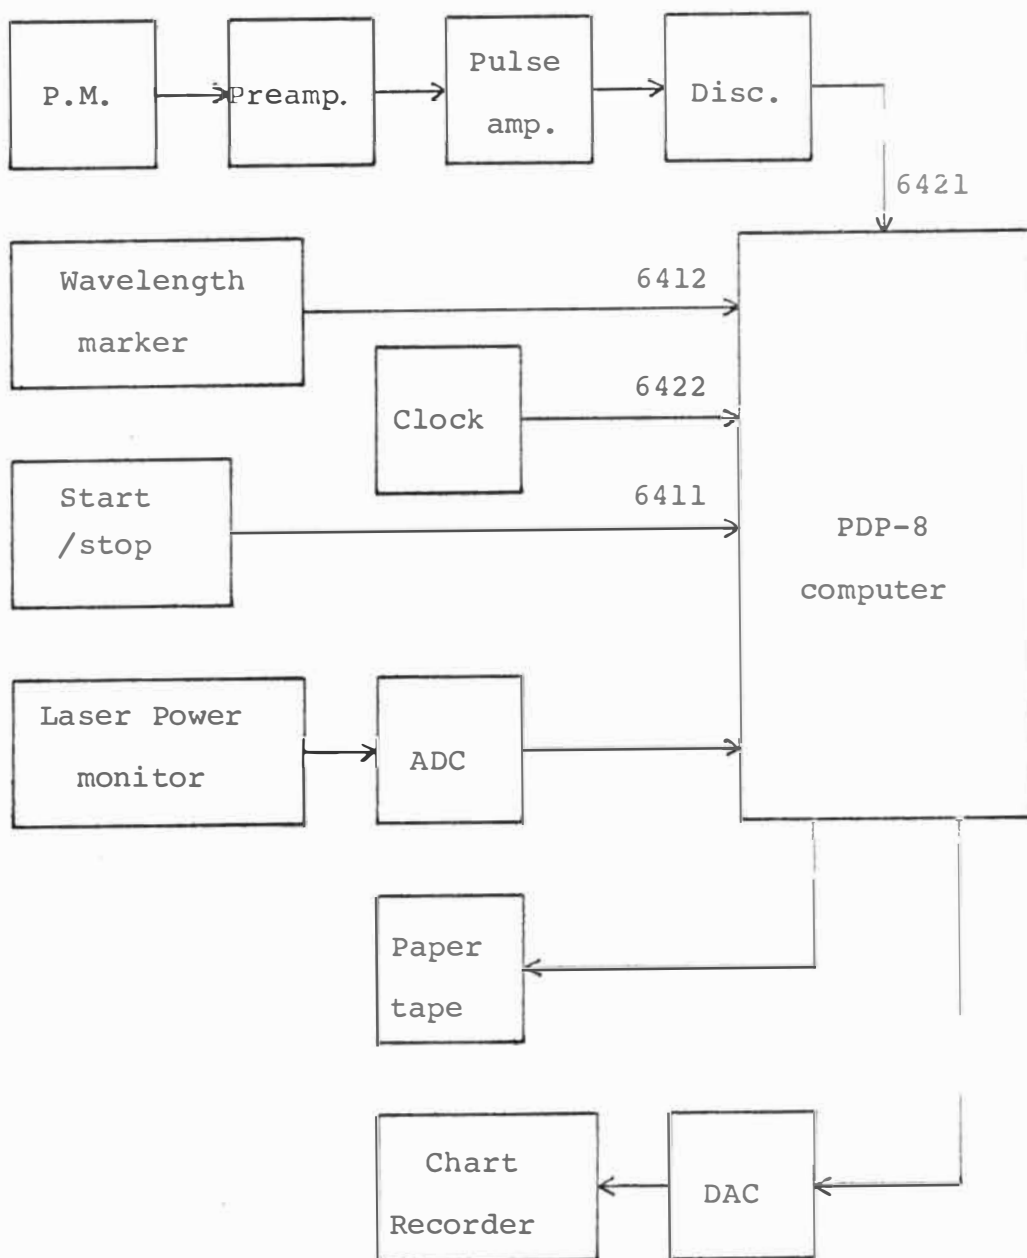 P.M.
Preamp.
Pulse
amp.
Disc.
6421
Wavelength
marker
6412
Clock
6422
Start
/stop
6411
PDP-8
computer
Laser Power
monitor
ADC
Paper
tape
Chart
Recorder
DAC